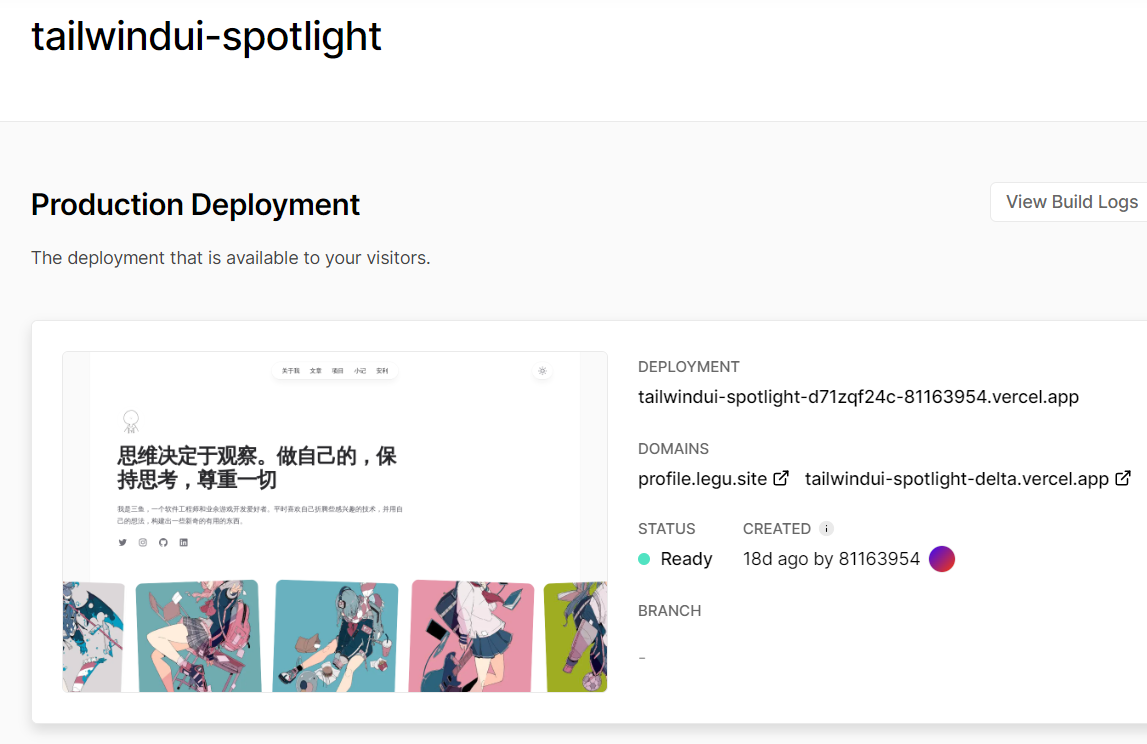 tailwindui-spotlight
Production Deployment
View Build Logs
The deployment that is available to your visitors.
关于我 文章 项目 小记 安利
思维决定于观察。做自己的，保
持思考，尊重一切
我是三鱼，一个软件工程师和业余游戏开发爱好者。平时喜欢自己折腾些感兴趣的技术，并用自
己的想法，构建出一些新奇的有用的东西。
DEPLOYMENT
tailwindui-spotlight-d71zqf24c-81163954.vercel.app
DOMAINS
profile.legu.site tailwindui-spotlight-delta.vercel.app
STATUS CREATED
Ready 18d ago by 81163954
BRANCH
-